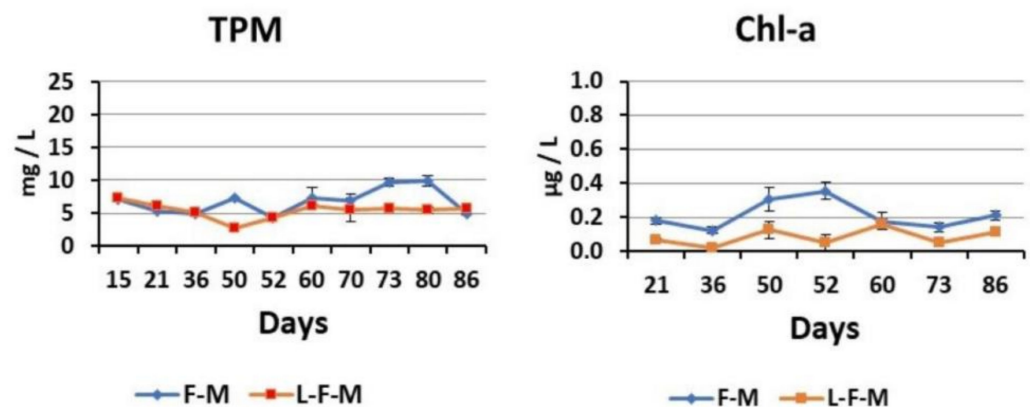 TPM
25
20
15
10
5
0
mg / L
15 21 36 50 52 60 70 73 80 86
Days
F-M L-F-M
Chl-a
1.0
0.8
0.6
0.4
0.2
0.0
µg / L
21 36 50 52 60 73 86
Days
F-M L-F-M